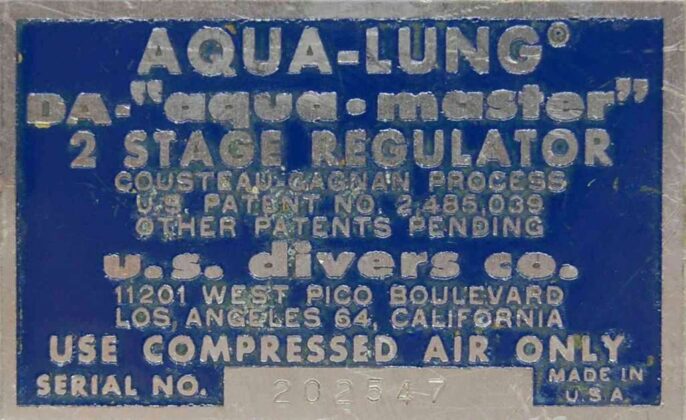 AQUA-LUNG®
DA-"aqua·master"
2 STAGE REGULATOR
COUSTEAU-GAGNAN PROCESS
U.S. PATENT NO. 2,485,039
OTHER PATENTS PENDING
u.s. divers co.
11201 WEST PICO BOULEVARD
LOS ANGELES 64, CALIFORNIA
USE COMPRESSED AIR ONLY
SERIAL NO. 202547 MADE IN
U.S.A.